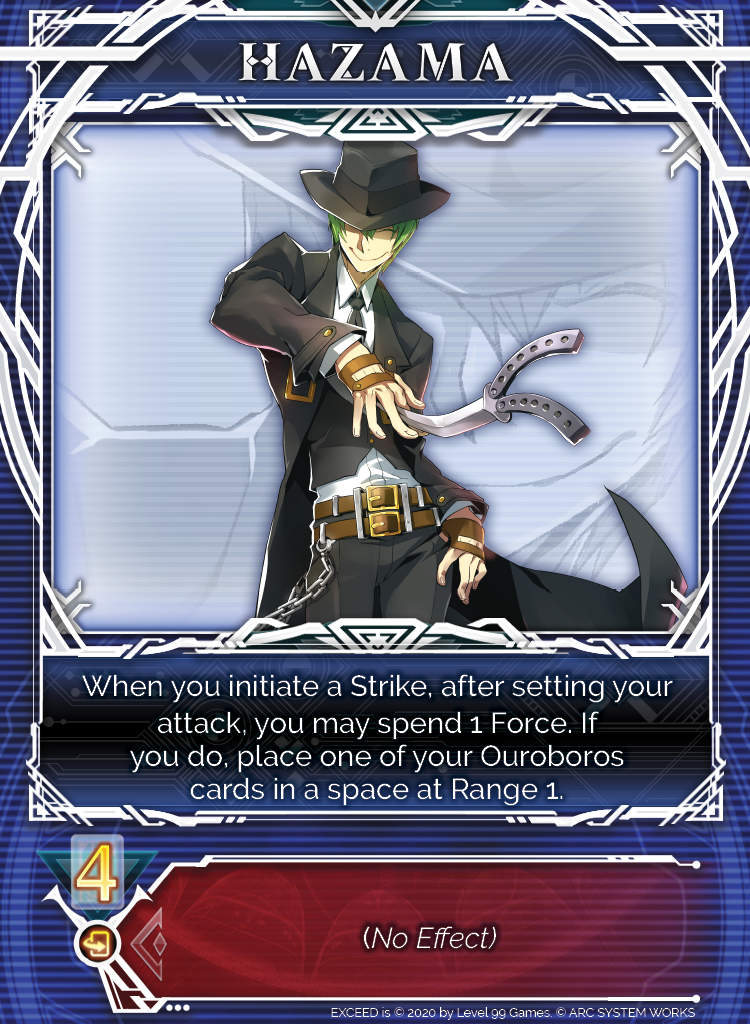 HAZAMA
When you initiate a Strike, after setting your
attack, you may spend 1 Force. If
you do, place one of your Ouroboros
cards in a space at Range 1.
4
(No Effect)
EXCEED is © 2020 by Level 99 Games. © ARC SYSTEM WORKS